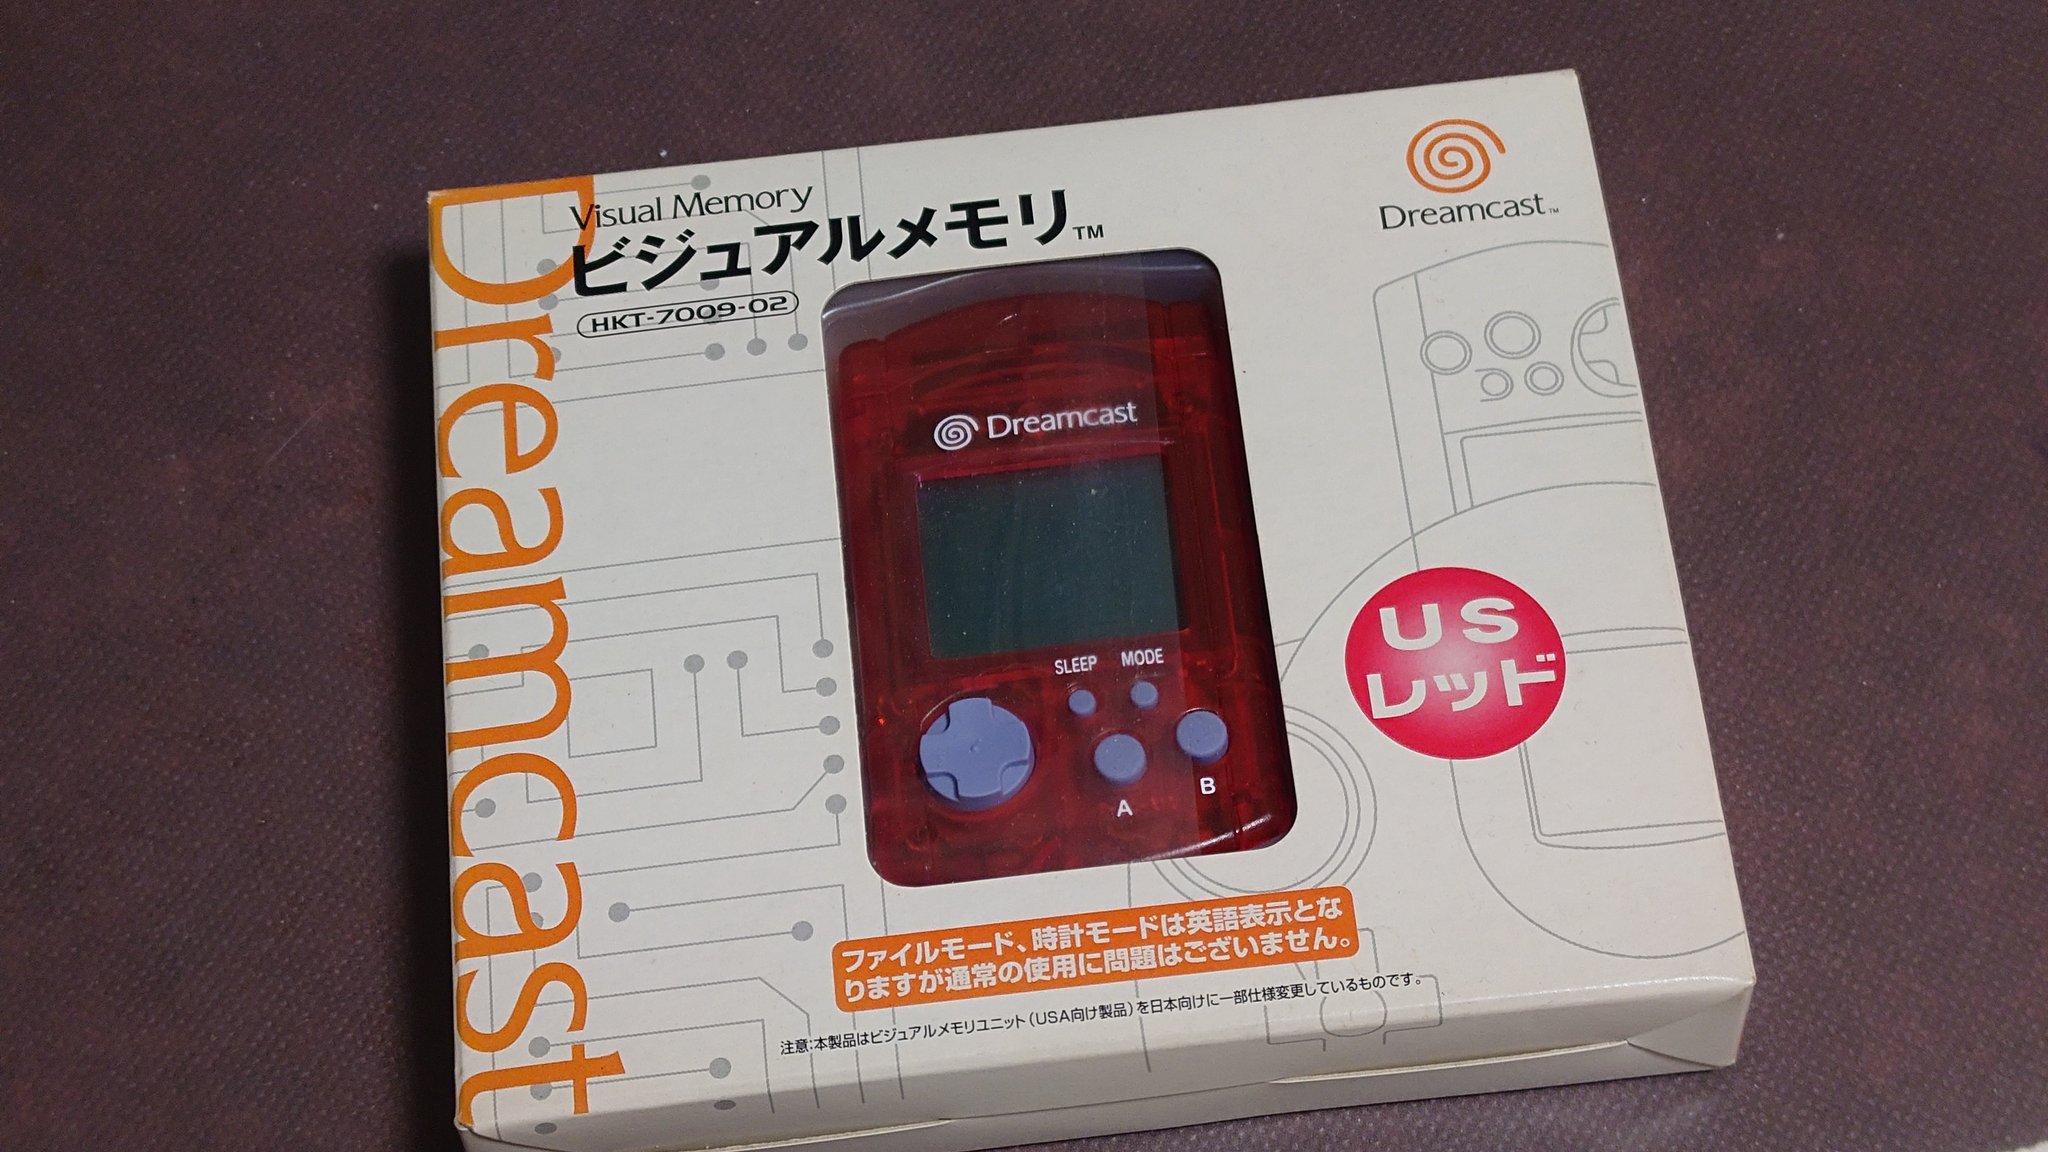 Dreamcast
Visual Memory
ビジュアルメモリ™
HKT-7009-02
Dreamcast™
Dreamcast
SLEEP MODE
A B
US
レッド
ファイルモード、時計モードは英語表示とな
りますが通常の使用に問題はございません。
注意:本製品はビジュアルメモリユニット(USA向け製品)を日本向けに一部仕様変更しているものです。